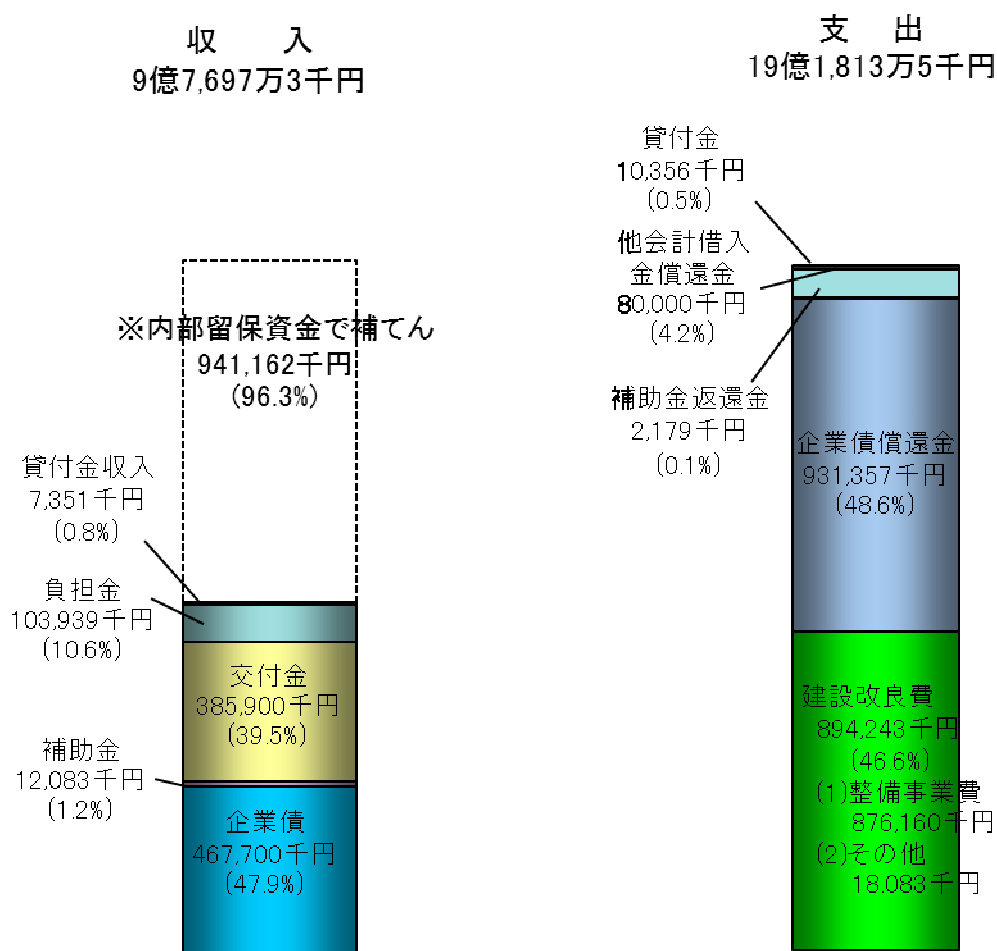 収　　入
9億7,697万3千円
※内部留保資金で補てん
941,162千円
(96.3%)
貸付金収入
7,351千円
(0.8%)
負担金
103,939千円
(10.6%)
交付金
385,900千円
(39.5%)
補助金
12,083千円
(1.2%)
企業債
467,700千円
(47.9%)
支　　出
19億1,813万5千円
貸付金
10,356千円
(0.5%)
他会計借入
金償還金
80,000千円
(4.2%)
補助金返還金
2,179千円
(0.1%)
企業債償還金
931,357千円
(48.6%)
建設改良費
894,243千円
(46.6%)
(1)整備事業費
876,160千円
(2)その他
18.083千円